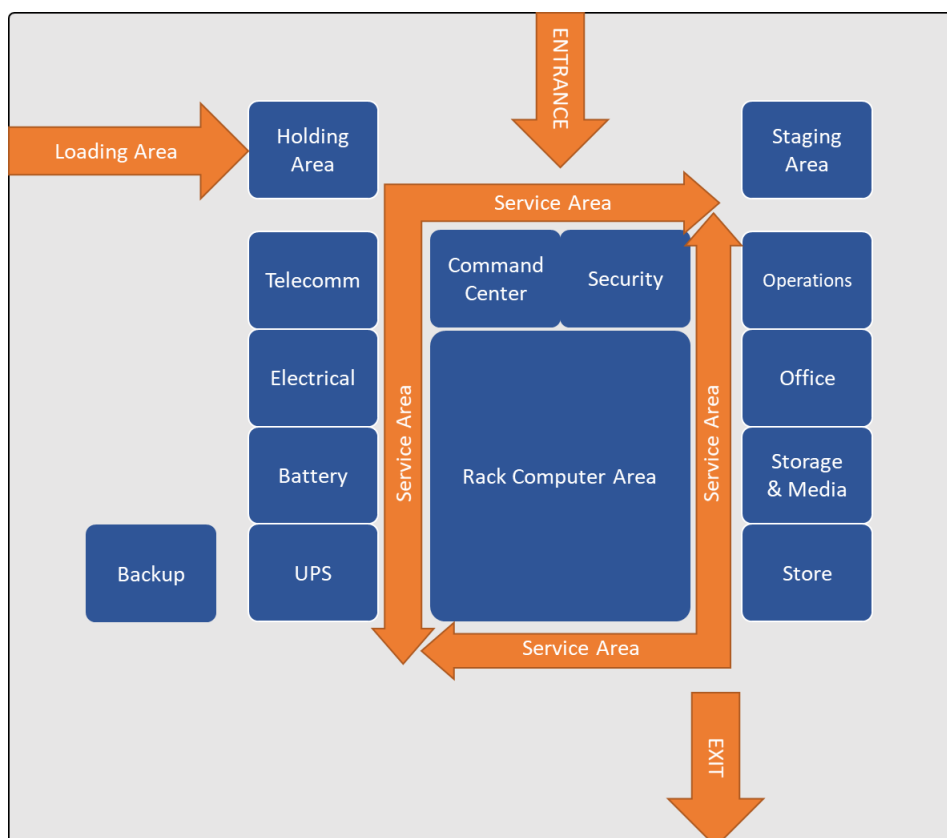 ENTRANCE
Loading Area
Holding
Area
Staging
Area
Service Area
Telecomm
Command
Center
Security
Operations
Electrical
Office
Service Area
Service Area
Battery
Rack Computer Area
Storage
& Media
Backup
UPS
Store
Service Area
EXIT